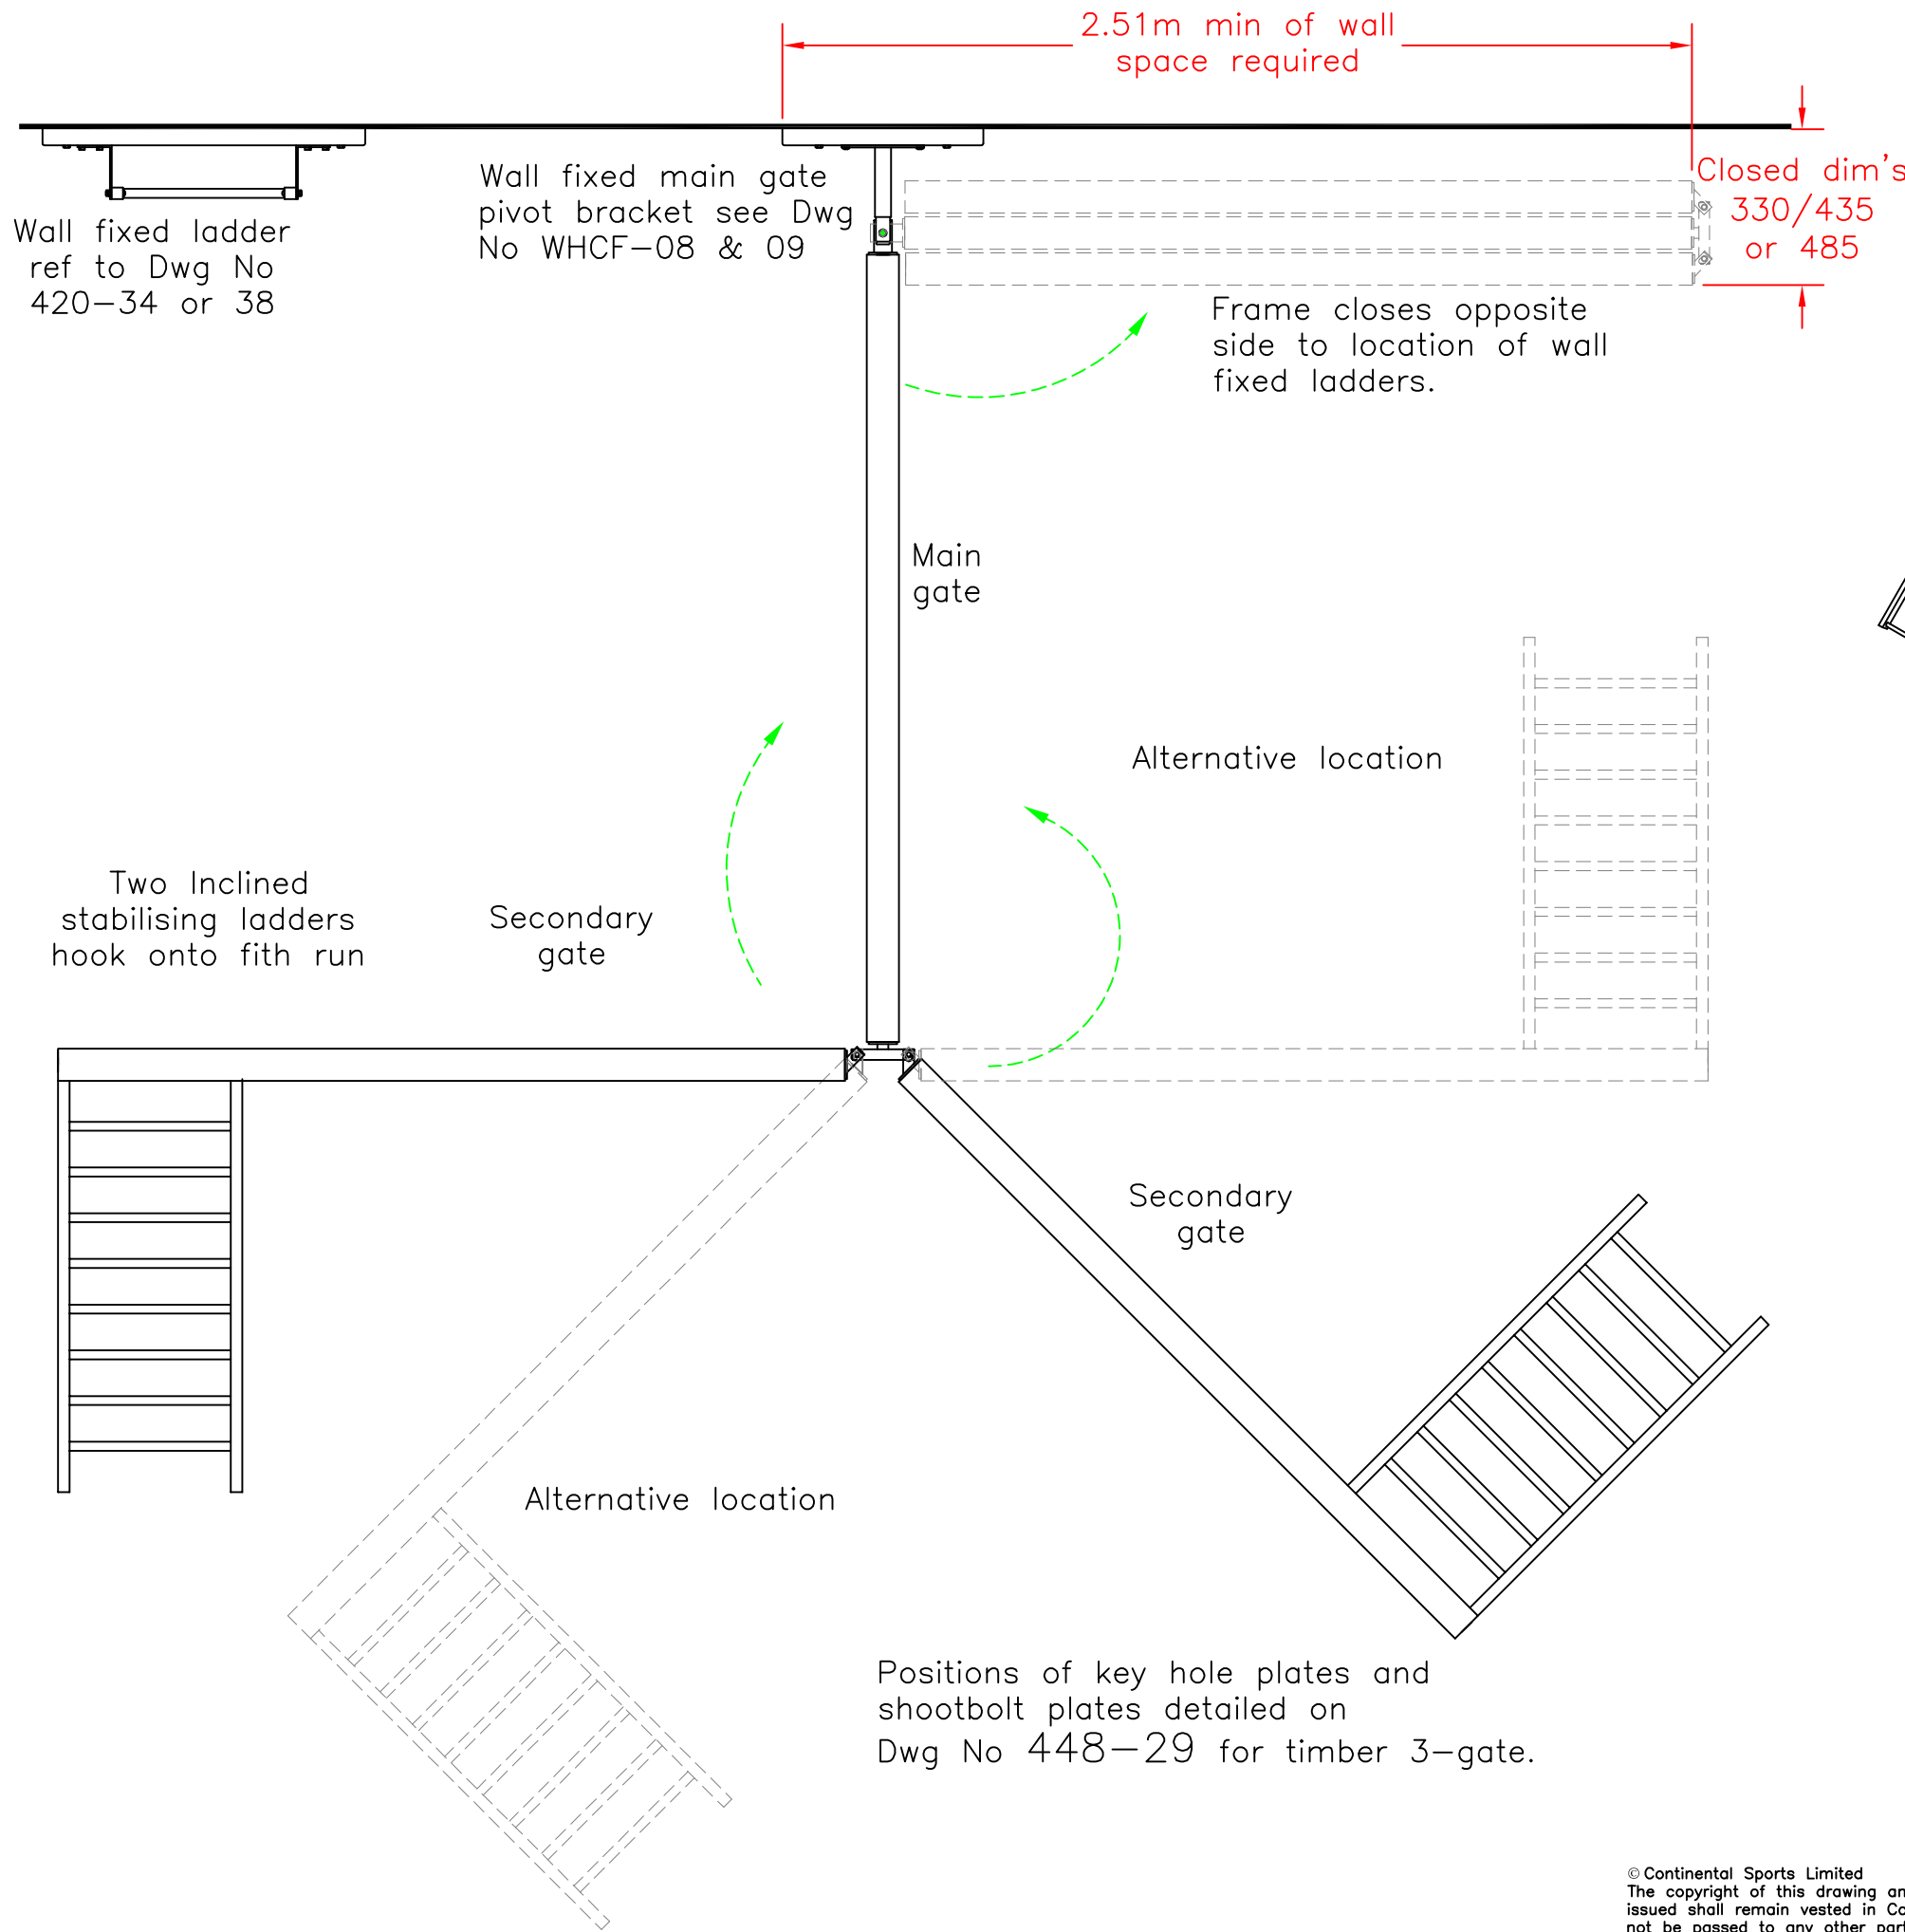 2.51m min of wall
space required
Closed dim's
330/435
or 485
Wall fixed main gate
pivot bracket see Dwg
No WHCF-08 & 09
Wall fixed ladder
ref to Dwg No
420-34 or 38
Frame closes opposite
side to location of wall
fixed ladders.
Main
gate
Alternative location
Two Inclined
stabilising ladders
hook onto fith run
Secondary
gate
Secondary
gate
Alternative location
Positions of key hole plates and
shootbolt plates detailed on
Dwg No 448-29 for timber 3-gate.
© Continental Sports Limited
The copyright of this drawing
issued shall remain vested in
not be passed to any other